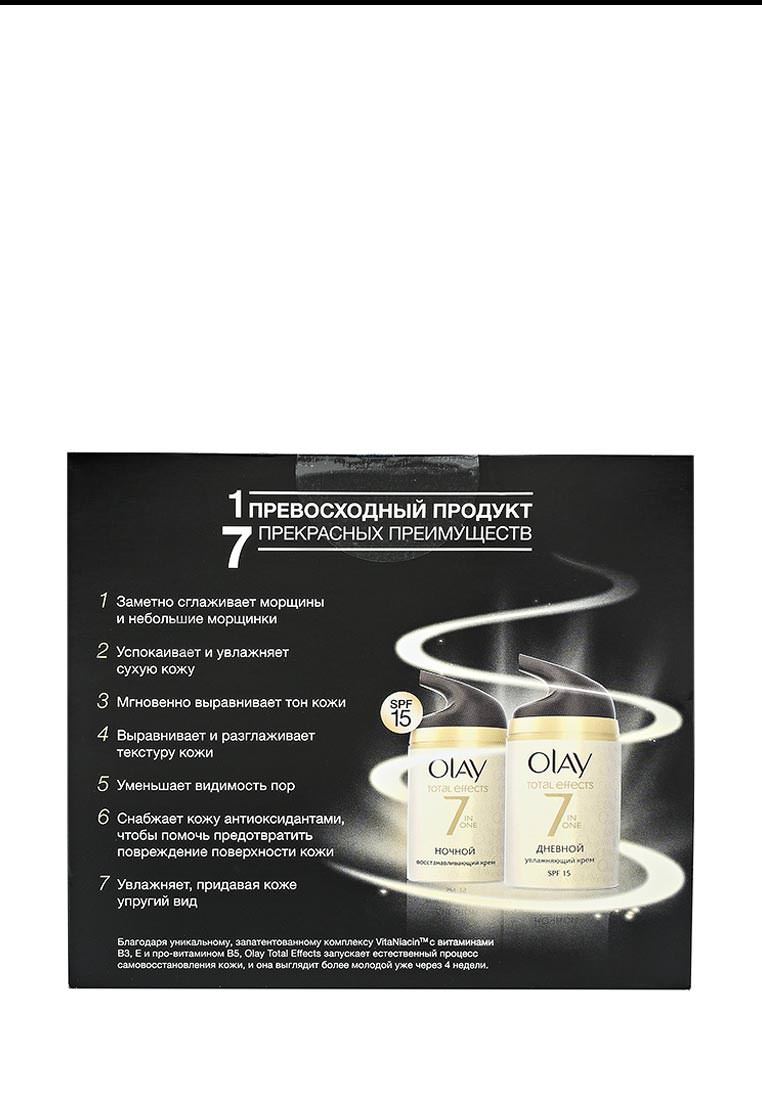 1 ПРЕВОСХОДНЫЙ ПРОДУКТ
7 ПРЕКРАСНЫХ ПРЕИМУЩЕСТВ
1 Заметно сглаживает морщины
и небольшие морщинки
2 Успокаивает и увлажняет
сухую кожу
3 Мгновенно выравнивает тон кожи
4 Выравнивает и разглаживает
текстуру кожи
5 Уменьшает видимость пор
6 Снабжает кожу антиоксидантами,
чтобы помочь предотвратить
повреждение поверхности кожи
7 Увлажняет, придавая коже
упругий вид
SPF
15
OLAY
TOTAL EFFECTS
7 IN
ONE
НОЧНОЙ
восстанавливающий крем
OLAY
TOTAL EFFECTS
7 IN
ONE
ДНЕВНОЙ
увлажняющий крем
SPF 15
Благодаря уникальному, запатентованному комплексу VitaNiacin™ с витаминами
B3, E и про-витамином B5, Olay Total Effects запускает естественный процесс
самовосстановления кожи, и она выглядит более молодой уже через 4 недели.